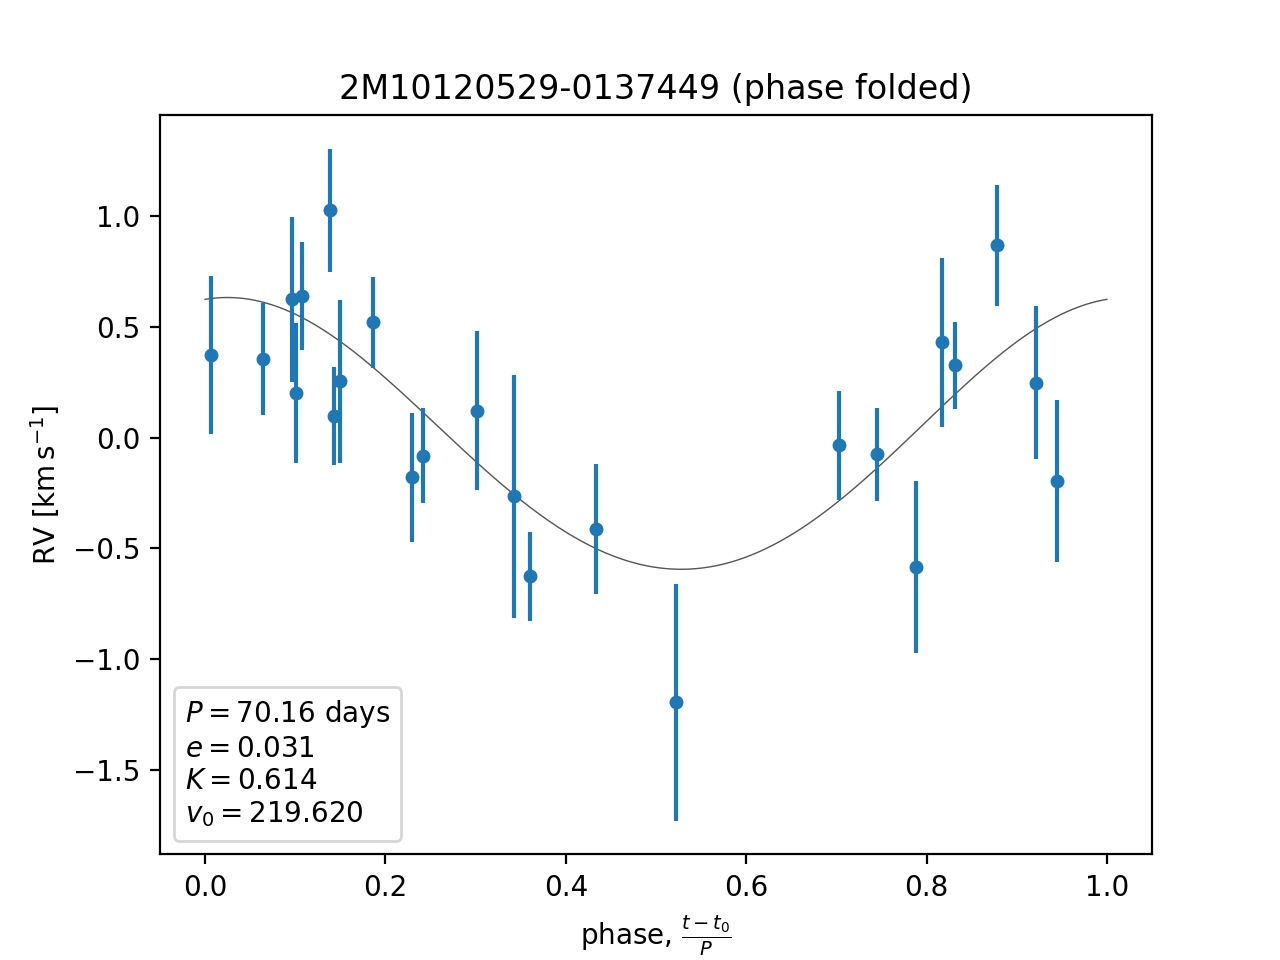 2M10120529-0137449 (phase folded)
RV [km s⁻¹]
1.0
0.5
0.0
−0.5
−1.0
−1.5
P = 70.16 days
e = 0.031
K = 0.614
v₀ = 219.620
0.0 0.2 0.4 0.6 0.8 1.0
phase, (t − t₀)/P